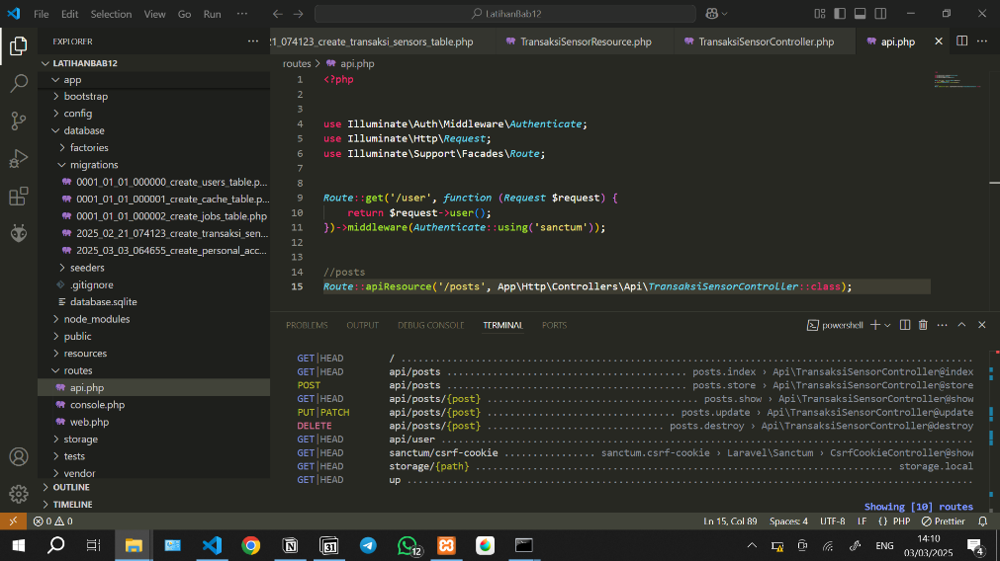 File Edit Selection View Go Run ··· LatihanBab12
EXPLORER ···
LATIHANBAB12
app
bootstrap
config
database
factories
migrations
0001_01_01_000000_create_users_table.p...
0001_01_01_000001_create_cache_table.p...
0001_01_01_000002_create_jobs_table.php
2025_02_21_074123_create_transaksi_sen...
2025_03_03_064655_create_personal_acc...
seeders
.gitignore
database.sqlite
node_modules
public
resources
routes
api.php
console.php
web.php
storage
tests
vendor
OUTLINE
TIMELINE
21_074123_create_transaksi_sensors_table.php TransaksiSensorResource.php TransaksiSensorController.php api.php
routes > api.php
1 <?php
2
3
4 use Illuminate\Auth\Middleware\Authenticate;
5 use Illuminate\Http\Request;
6 use Illuminate\Support\Facades\Route;
7
8
9 Route::get('/user', function (Request $request) {
10 return $request->user();
11 })->middleware(Authenticate::using('sanctum'));
12
13
14 //posts
15 Route::apiResource('/posts', App\Http\Controllers\Api\TransaksiSensorController::class);
PROBLEMS OUTPUT DEBUG CONSOLE TERMINAL PORTS powershell
GET|HEAD / ........................................
GET|HEAD api/posts ........................................ posts.index › Api\TransaksiSensorController@index
POST api/posts ........................................ posts.store › Api\TransaksiSensorController@store
GET|HEAD api/posts/{post} .................................... posts.show › Api\TransaksiSensorController@show
PUT|PATCH api/posts/{post} ................................ posts.update › Api\TransaksiSensorController@update
DELETE api/posts/{post} .............................. posts.destroy › Api\TransaksiSensorController@destroy
GET|HEAD api/user ........................................
GET|HEAD sanctum/csrf-cookie ................ sanctum.csrf-cookie › Laravel\Sanctum › CsrfCookieController@show
GET|HEAD storage/{path} ........................................ storage.local
GET|HEAD up ........................................
Showing [10] routes
0 0 Ln 15, Col 89 Spaces: 4 UTF-8 LF {} PHP Prettier
31 12 ENG 14:10
03/03/2025 4